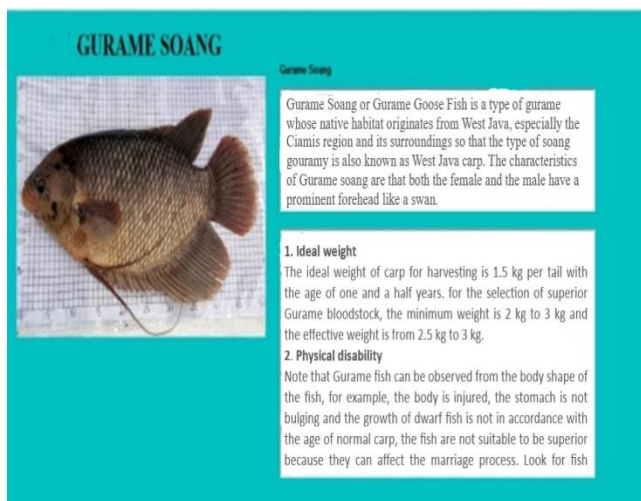 GURAME SOANG
Gurame Soang
Gurame Soang or Gurame Goose Fish is a type of gurame
whose native habitat originates from West Java, especially the
Ciamis region and its surroundings so that the type of soang
gouramy is also known as West Java carp. The characteristics
of Gurame soang are that both the female and the male have a
prominent forehead like a swan.
1. Ideal weight
The ideal weight of carp for harvesting is 1.5 kg per tail with
the age of one and a half years. for the selection of superior
Gurame bloodstock, the minimum weight is 2 kg to 3 kg and
the effective weight is from 2.5 kg to 3 kg.
2. Physical disability
Note that Gurame fish can be observed from the body shape of
the fish, for example, the body is injured, the stomach is not
bulging and the growth of dwarf fish is not in accordance with
the age of normal carp, the fish are not suitable to be superior
because they can affect the marriage process. Look for fish